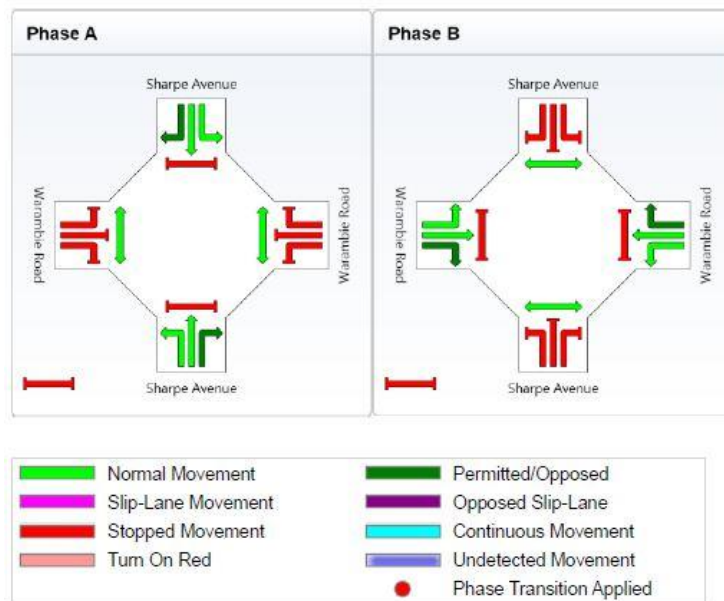 Phase A
Phase B
Sharpe Avenue
Sharpe Avenue
Warambie Road
Warambie Road
Warambie Road
Warambie Road
Sharpe Avenue
Sharpe Avenue
Normal Movement
Permitted/Opposed
Slip-Lane Movement
Opposed Slip-Lane
Stopped Movement
Continuous Movement
Turn On Red
Undetected Movement
Phase Transition Applied